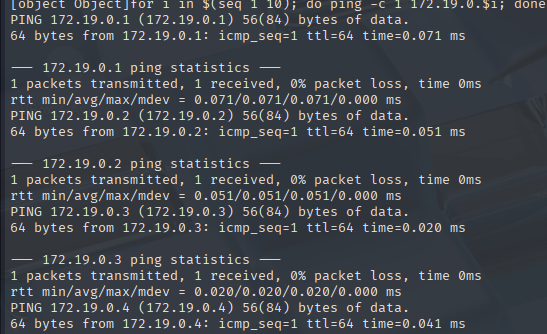 [object Object]for i in $(seq 1 10); do ping -c 1 172.19.0.$i; done
PING 172.19.0.1 (172.19.0.1) 56(84) bytes of data.
64 bytes from 172.19.0.1: icmp_seq=1 ttl=64 time=0.071 ms
--- 172.19.0.1 ping statistics ---
1 packets transmitted, 1 received, 0% packet loss, time 0ms
rtt min/avg/max/mdev = 0.071/0.071/0.071/0.000 ms
PING 172.19.0.2 (172.19.0.2) 56(84) bytes of data.
64 bytes from 172.19.0.2: icmp_seq=1 ttl=64 time=0.051 ms
--- 172.19.0.2 ping statistics ---
1 packets transmitted, 1 received, 0% packet loss, time 0ms
rtt min/avg/max/mdev = 0.051/0.051/0.051/0.000 ms
PING 172.19.0.3 (172.19.0.3) 56(84) bytes of data.
64 bytes from 172.19.0.3: icmp_seq=1 ttl=64 time=0.020 ms
--- 172.19.0.3 ping statistics ---
1 packets transmitted, 1 received, 0% packet loss, time 0ms
rtt min/avg/max/mdev = 0.020/0.020/0.020/0.000 ms
PING 172.19.0.4 (172.19.0.4) 56(84) bytes of data.
64 bytes from 172.19.0.4: icmp_seq=1 ttl=64 time=0.041 ms